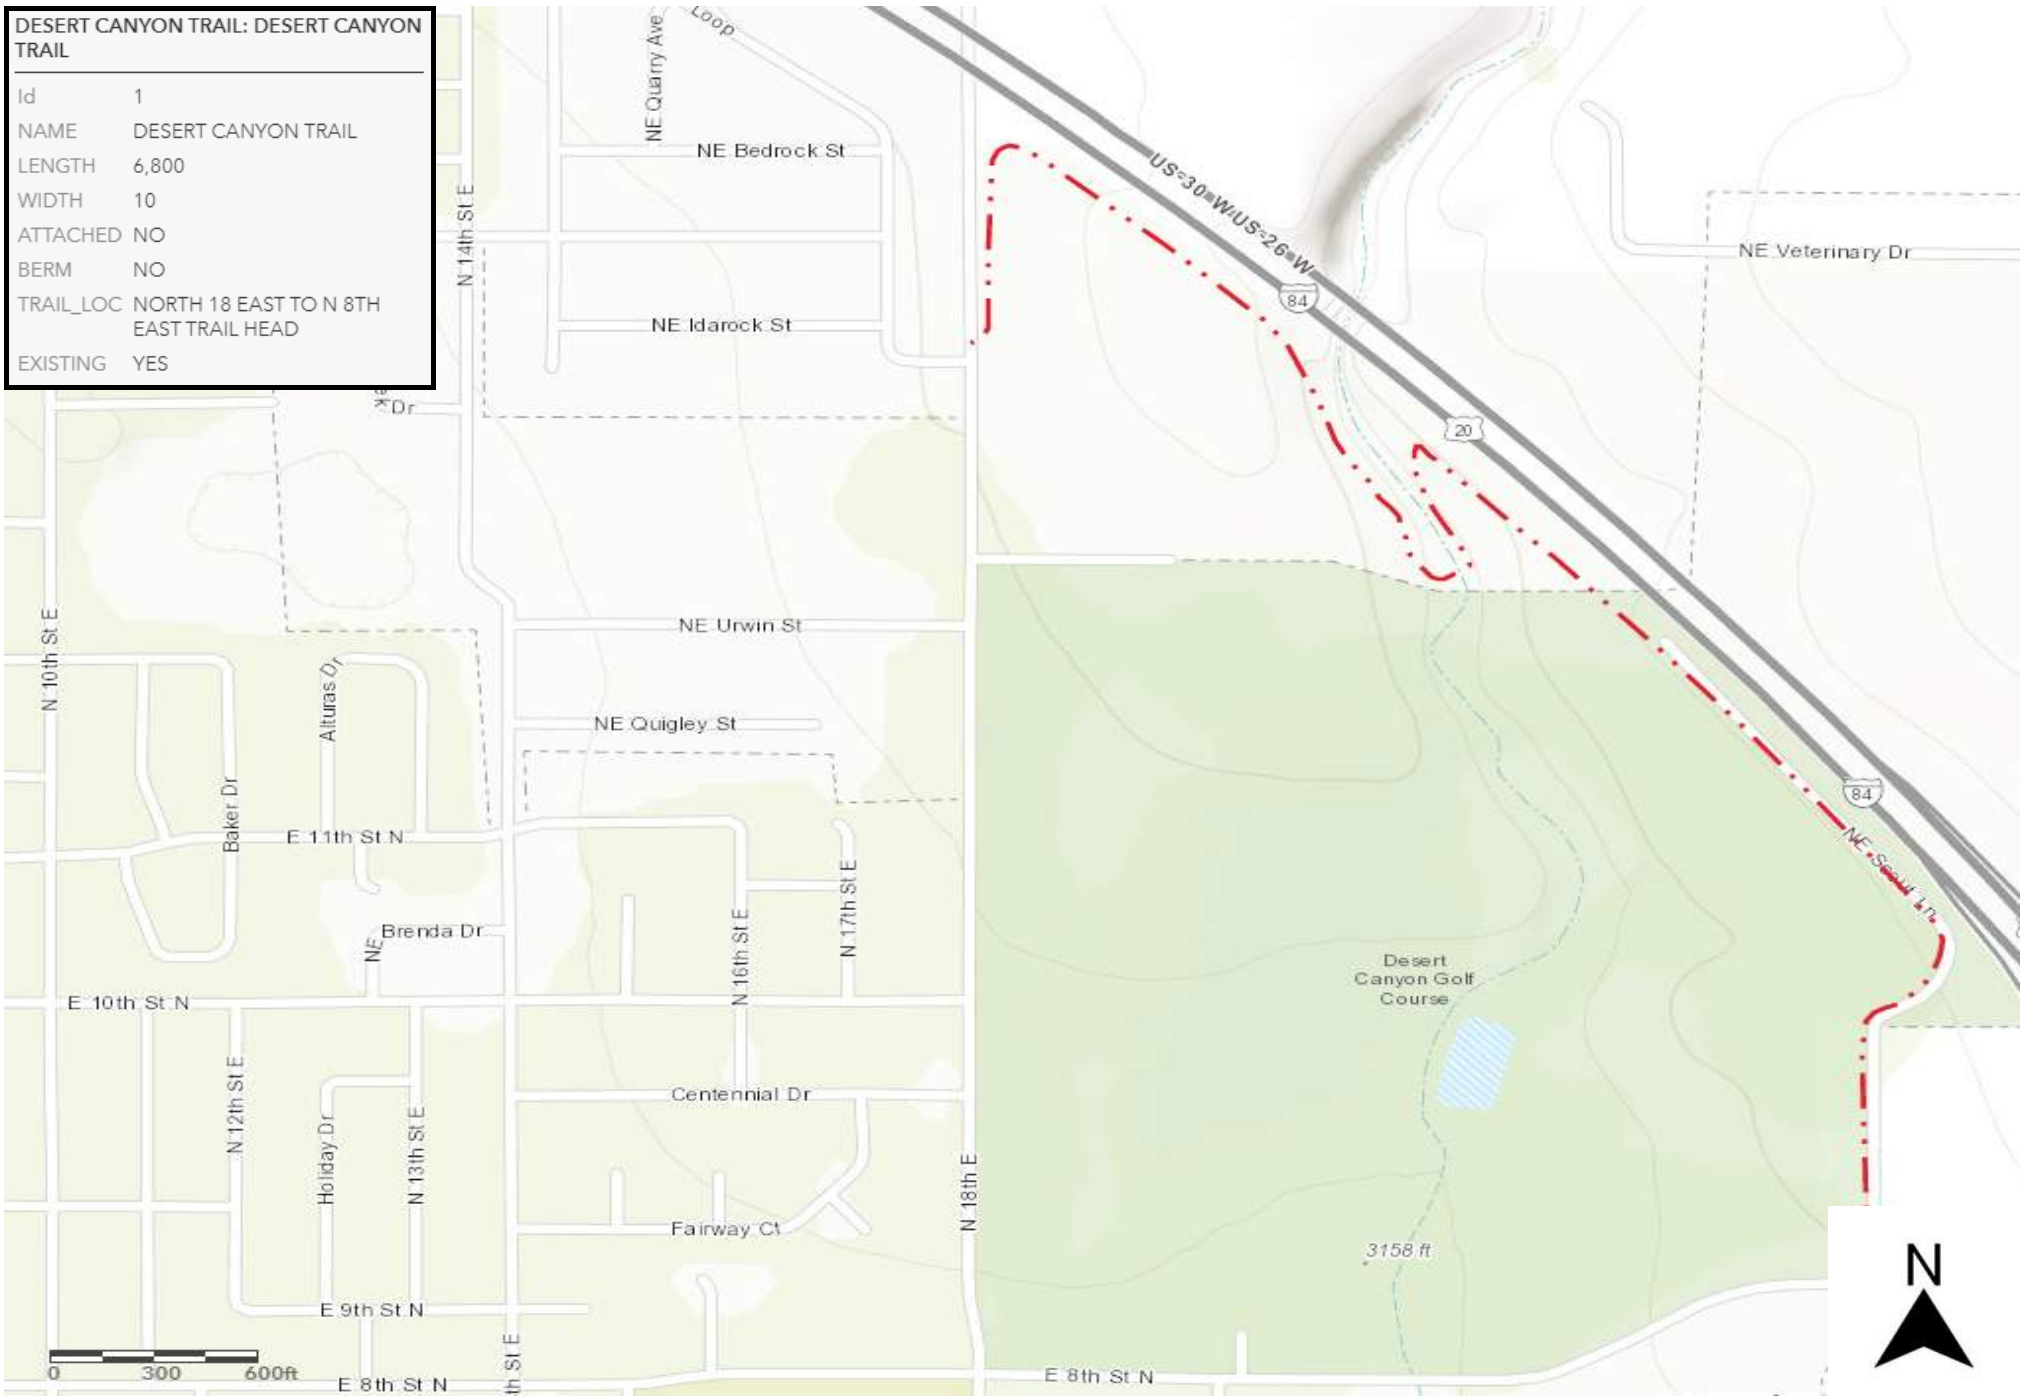 DESERT CANYON TRAIL: DESERT CANYON
TRAIL
Id 1
NAME DESERT CANYON TRAIL
LENGTH 6,800
WIDTH 10
ATTACHED NO
BERM NO
TRAIL_LOC NORTH 18 EAST TO N 8TH
EAST TRAIL HEAD
EXISTING YES
Loop
NE Quarry Ave
NE Bedrock St
N 14th St E
US-30 W/US-26 W
NE Veterinary Dr
84
NE Idarock St
Dr
20
N 10th St E
NE Urwin St
Alturas Dr
NE Quigley St
Baker Dr
E 11th St N
84
NE Scout Ln
N 17th St E
N 16th St E
NE
Brenda Dr
Desert
Canyon Golf
Course
E 10th St N
N 12th St E
Holiday Dr
N 13th St E
Centennial Dr
N 18th E
Fairway Ct
3158 ft
N
E 9th St N
0 300 600ft
th St E
E 8th St N
E 8th St N